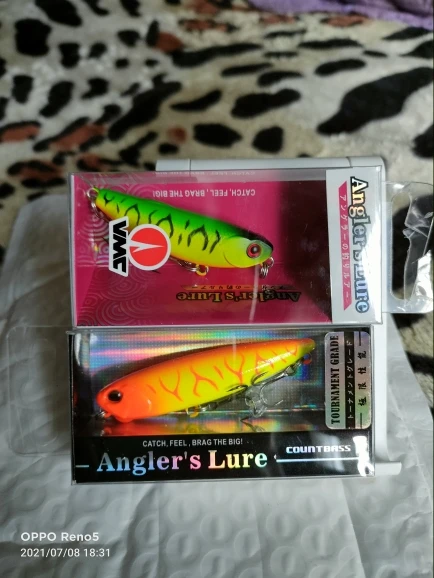 CATCH, FEEL, BRAG THE BIG!
VMC
Angler's Lure
Angler's Lure
TOURNAMENT GRADE
CATCH, FEEL, BRAG THE BIG!
Angler's Lure
COUNTBASS
OPPO Reno5
2021/07/08 18:31